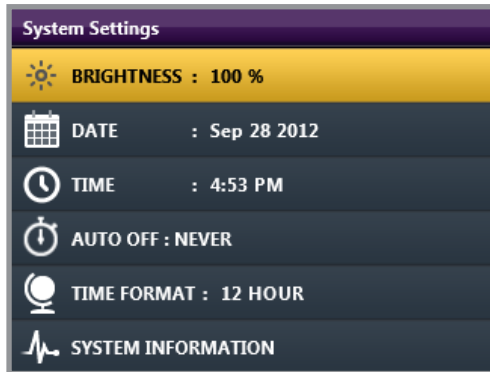 System Settings
BRIGHTNESS : 100 %
DATE : Sep 28 2012
TIME : 4:53 PM
AUTO OFF : NEVER
TIME FORMAT : 12 HOUR
SYSTEM INFORMATION